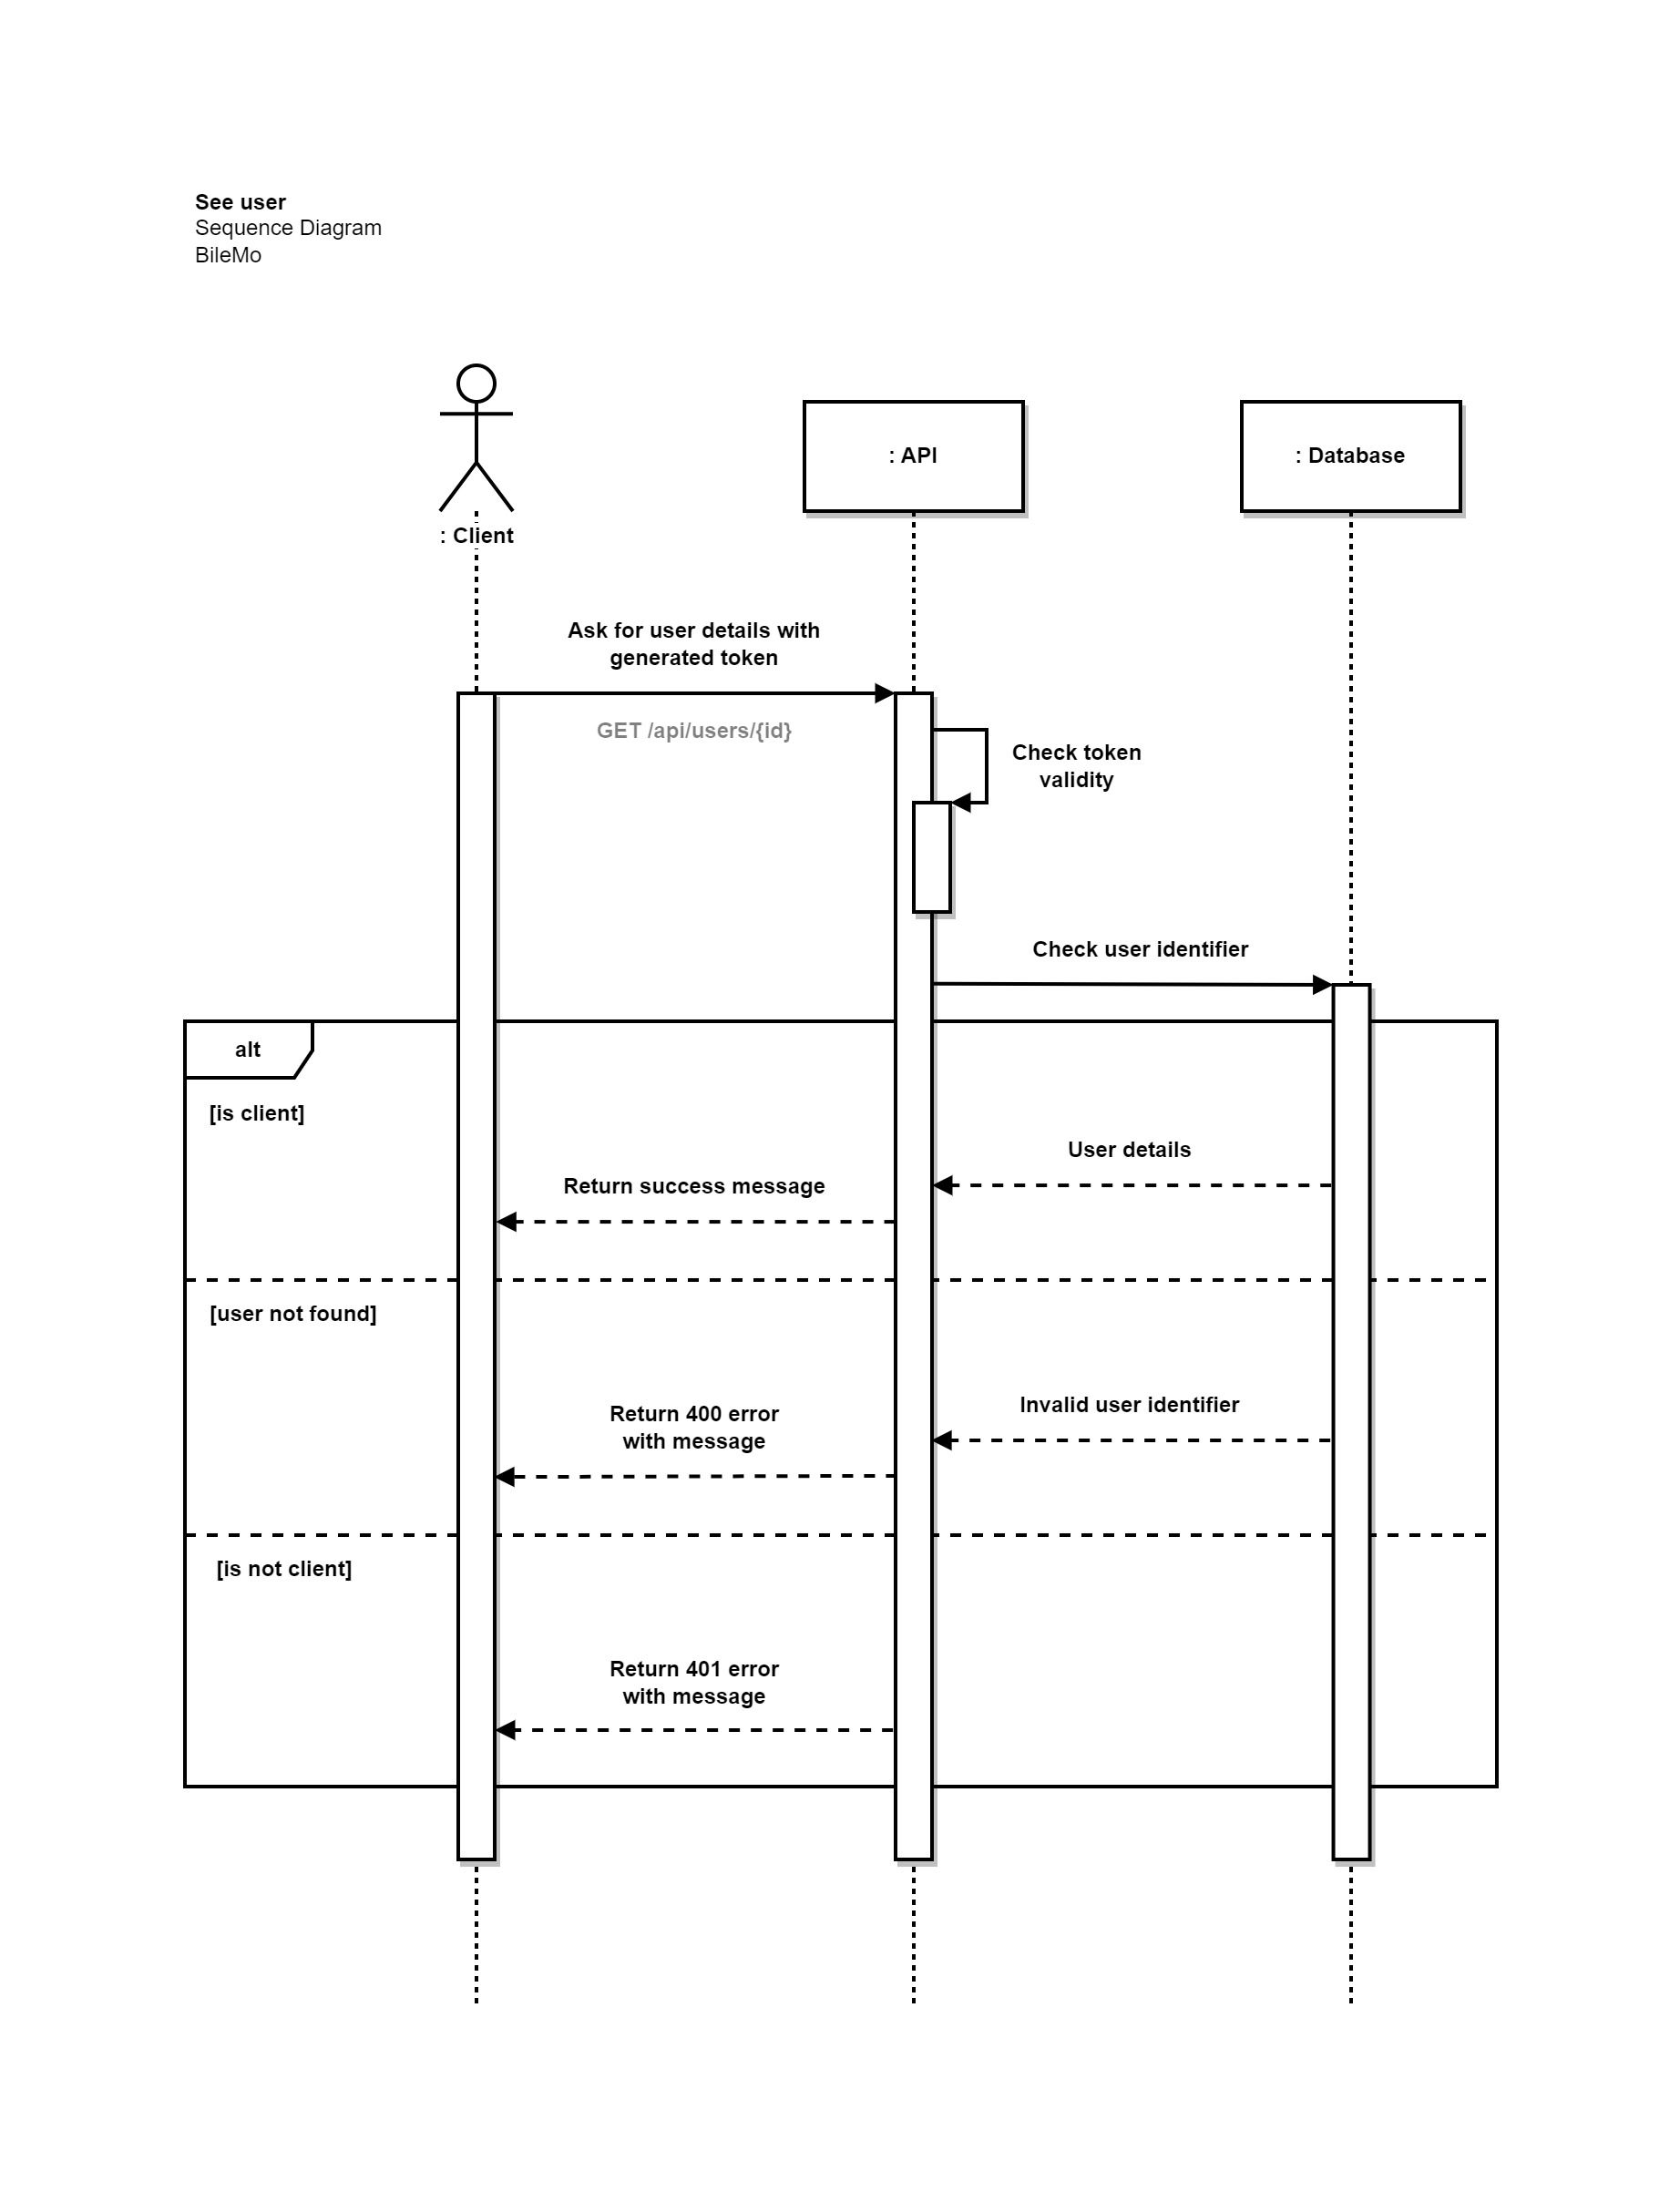 See user
Sequence Diagram
BileMo
: Client
: API
: Database
Ask for user details with
generated token
GET /api/users/{id}
Check token
validity
Check user identifier
alt
[is client]
User details
Return success message
[user not found]
Invalid user identifier
Return 400 error
with message
[is not client]
Return 401 error
with message